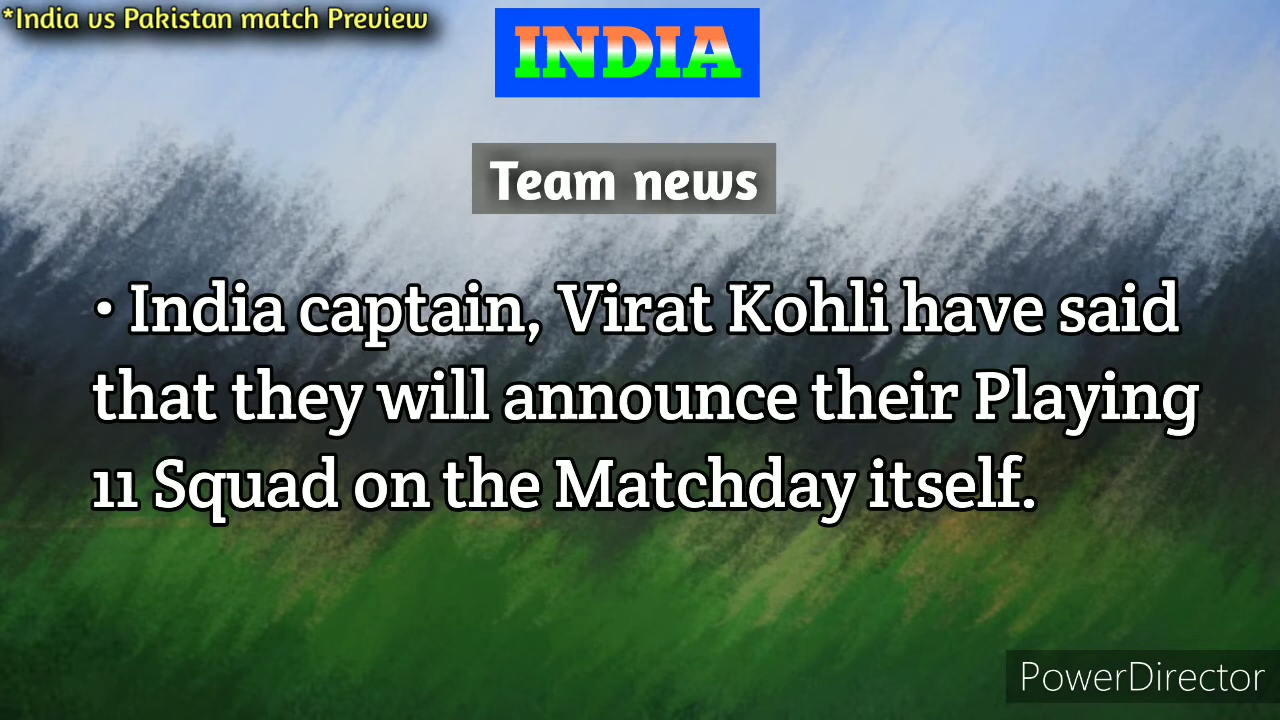 *India vs Pakistan match Preview
INDIA
Team news
• India captain, Virat Kohli have said
that they will announce their Playing
11 Squad on the Matchday itself.
PowerDirector